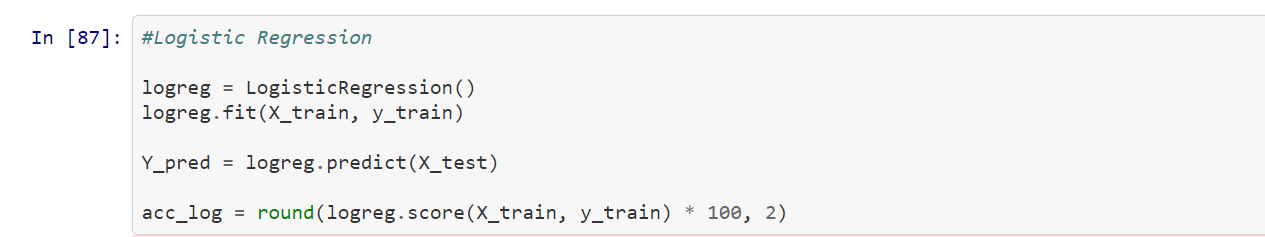 In [87]: #Logistic Regression
logreg = LogisticRegression()
logreg.fit(X_train, y_train)
Y_pred = logreg.predict(X_test)
acc_log = round(logreg.score(X_train, y_train) * 100, 2)